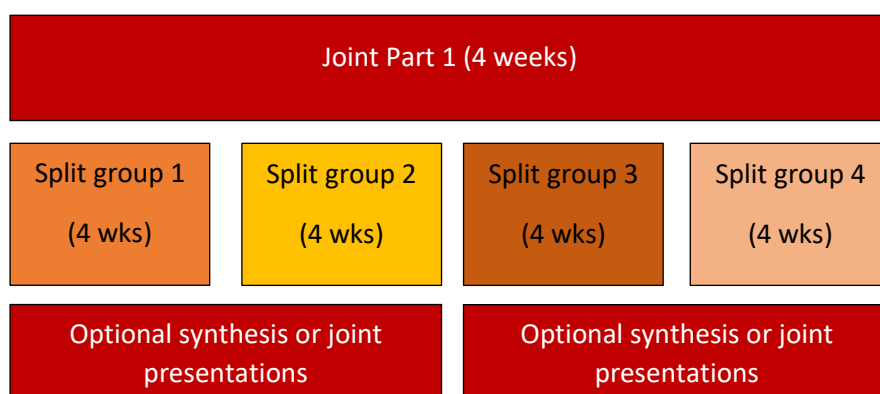 Joint Part 1 (4 weeks)
Split group 1
(4 wks)
Split group 2
(4 wks)
Split group 3
(4 wks)
Split group 4
(4 wks)
Optional synthesis or joint
presentations
Optional synthesis or joint
presentations